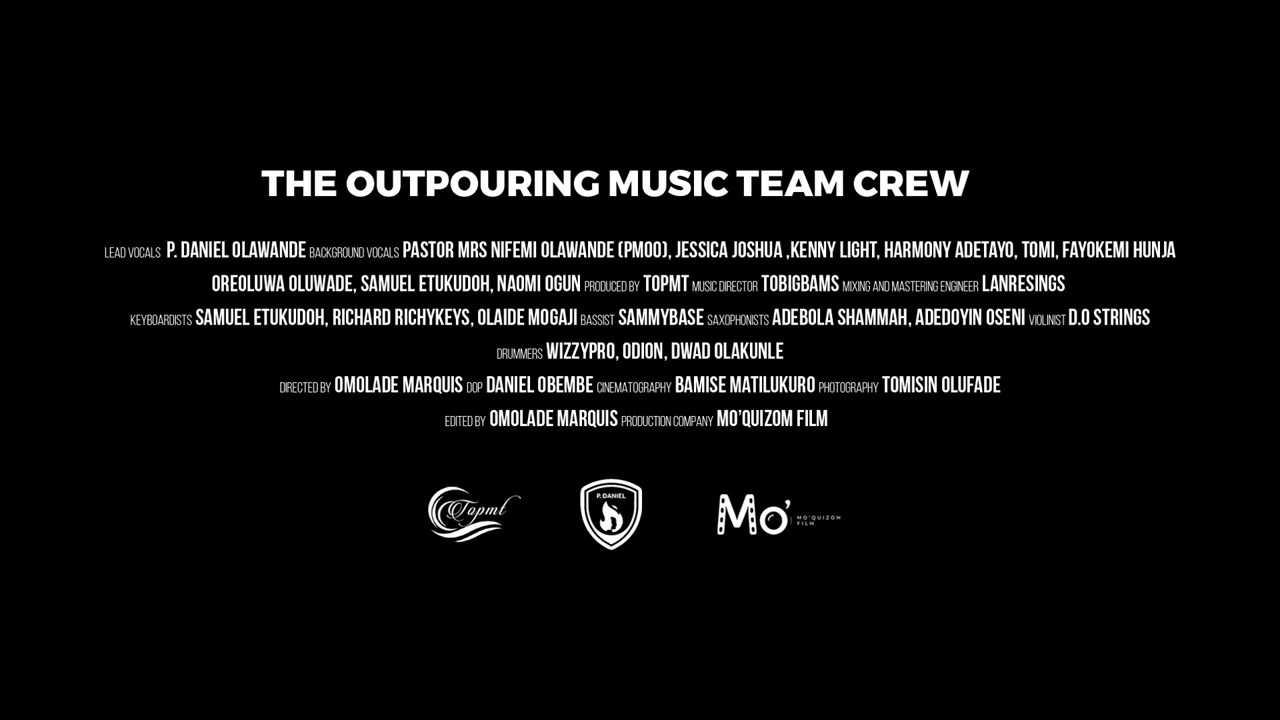 THE OUTPOURING MUSIC TEAM CREW
LEAD VOCALS P. DANIEL OLAWANDE BACKGROUND VOCALS PASTOR MRS NIFEMI OLAWANDE (PMOO), JESSICA JOSHUA ,KENNY LIGHT, HARMONY ADETAYO, TOMI, FAYOKEMI HUNJA
OREOLUWA OLUWADE, SAMUEL ETUKUDOH, NAOMI OGUN PRODUCED BY TOPMT MUSIC DIRECTOR TOBIGBAMS MIXING AND MASTERING ENGINEER LANRESINGS
KEYBOARDISTS SAMUEL ETUKUDOH, RICHARD RICHYKEYS, OLAIDE MOGAJI BASSIST SAMMYBASE SAXOPHONISTS ADEBOLA SHAMMAH, ADEDOYIN OSENI VIOLINIST D.O STRINGS
DRUMMERS WIZZYPRO, ODION, DWAD OLAKUNLE
DIRECTED BY OMOLADE MARQUIS DOP DANIEL OBEMBE CINEMATOGRAPHY BAMISE MATILUKURO PHOTOGRAPHY TOMISIN OLUFADE
EDITED BY OMOLADE MARQUIS PRODUCTION COMPANY MO'QUIZOM FILM
Topmt
P. DANIEL
Mo'
MO'QUIZOM
FILM